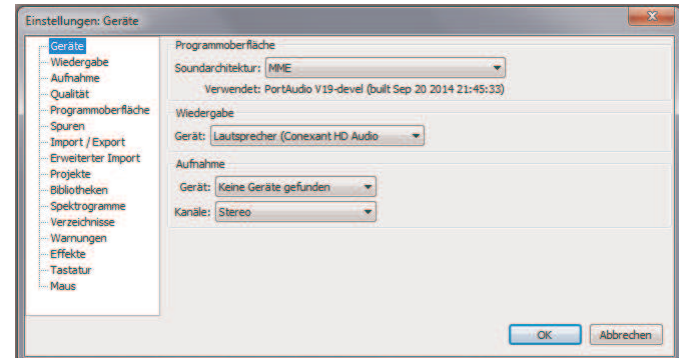 Einstellungen: Geräte
Geräte
Wiedergabe
Aufnahme
Qualität
Programmoberfläche
Spuren
Import / Export
Erweiterter Import
Projekte
Bibliotheken
Spektrogramme
Verzeichnisse
Warnungen
Effekte
Tastatur
Maus
Programmoberfläche
Soundarchitektur: MME
Verwendet: PortAudio V19-devel (built Sep 20 2014 21:45:33)
Wiedergabe
Gerät: Lautsprecher (Conexant HD Audio
Aufnahme
Gerät: Keine Geräte gefunden
Kanäle: Stereo
OK Abbrechen